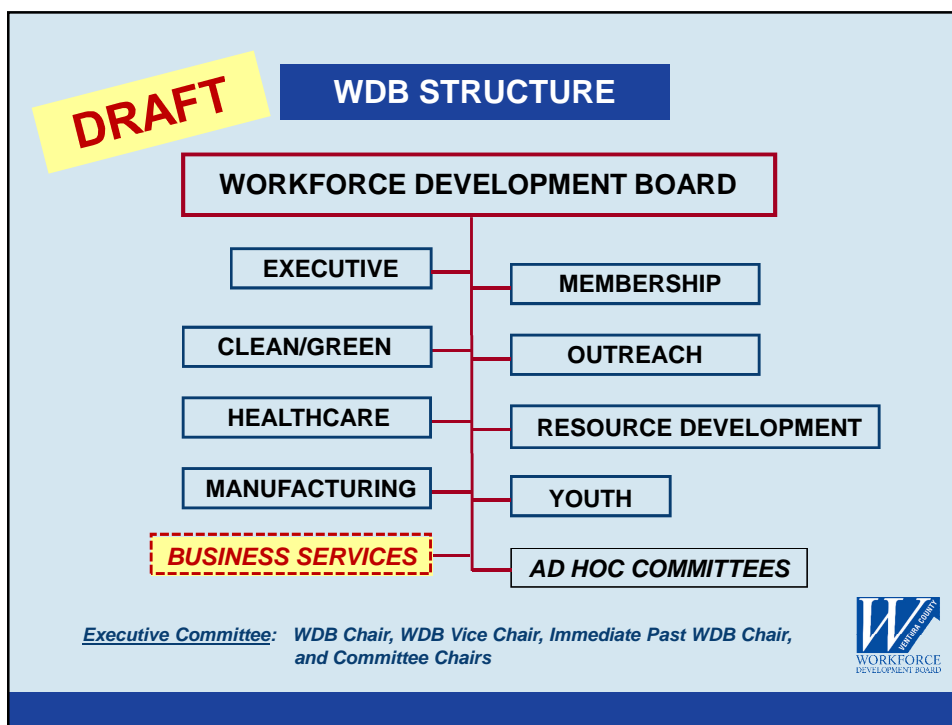 DRAFT
WDB STRUCTURE
WORKFORCE DEVELOPMENT BOARD
EXECUTIVE
MEMBERSHIP
CLEAN/GREEN
OUTREACH
HEALTHCARE
RESOURCE DEVELOPMENT
MANUFACTURING
YOUTH
BUSINESS SERVICES
AD HOC COMMITTEES
Executive Committee: WDB Chair, WDB Vice Chair, Immediate Past WDB Chair,
and Committee Chairs
W
VENTURA COUNTY
WORKFORCE
DEVELOPMENT BOARD